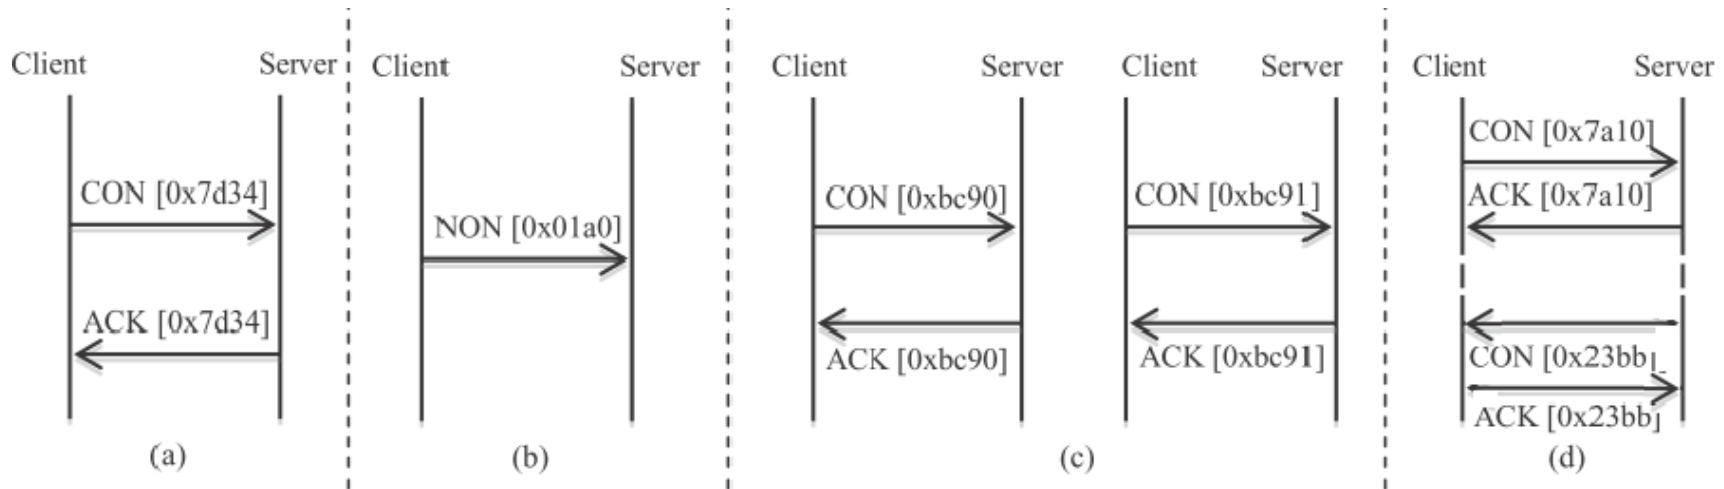 Client Server
CON [0x7d34]
ACK [0x7d34]
(a)
Client Server
NON [0x01a0]
(b)
Client Server Client Server
CON [0xbc90] CON [0xbc91]
ACK [0xbc90] ACK [0xbc91]
(c)
Client Server
CON [0x7a10]
ACK [0x7a10]
CON [0x23bb]
ACK [0x23bb]
(d)